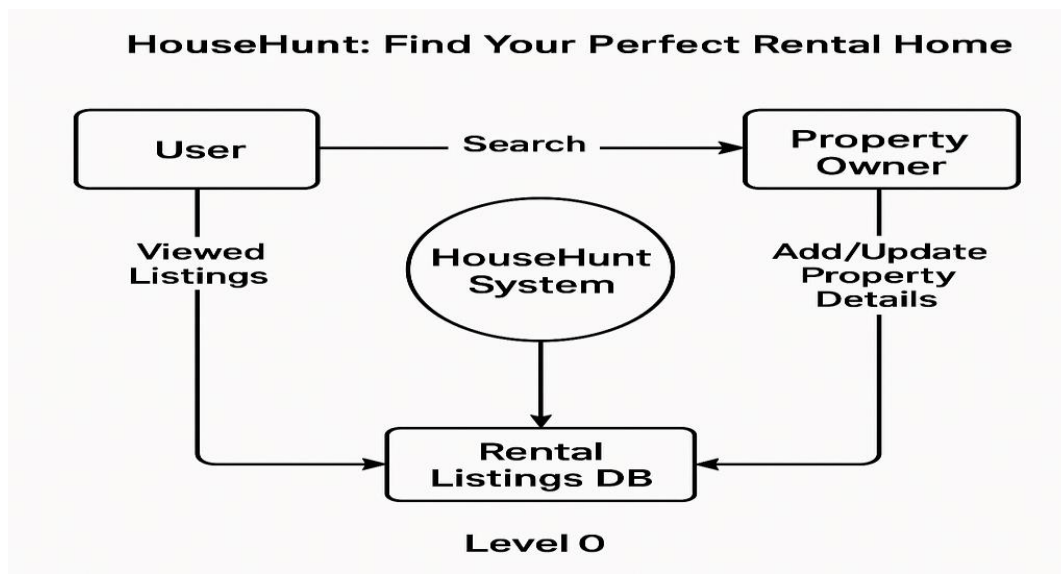 HouseHunt: Find Your Perfect Rental Home
User
Search
Property
Owner
Viewed
Listings
HouseHunt
System
Add/Update
Property
Details
Rental
Listings DB
Level 0